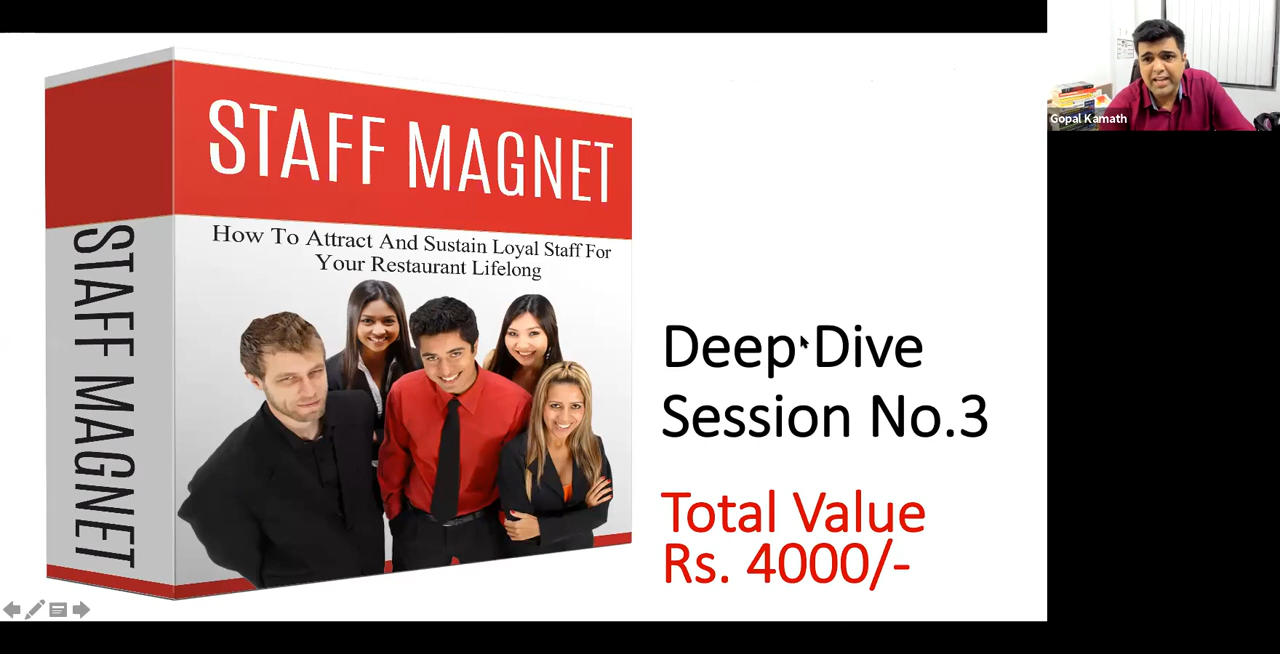 STAFF MAGNET
How To Attract And Sustain Loyal Staff For
Your Restaurant Lifelong
STAFF MAGNET
Deep Dive
Session No.3
Total Value
Rs. 4000/-
Gopal Kamath